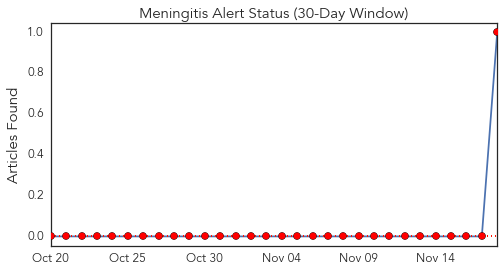 Meningitis Alert Status (30-Day Window)
Articles Found
1.0
0.8
0.6
0.4
0.2
0.0
Oct 20 Oct 25 Oct 30 Nov 04 Nov 09 Nov 14